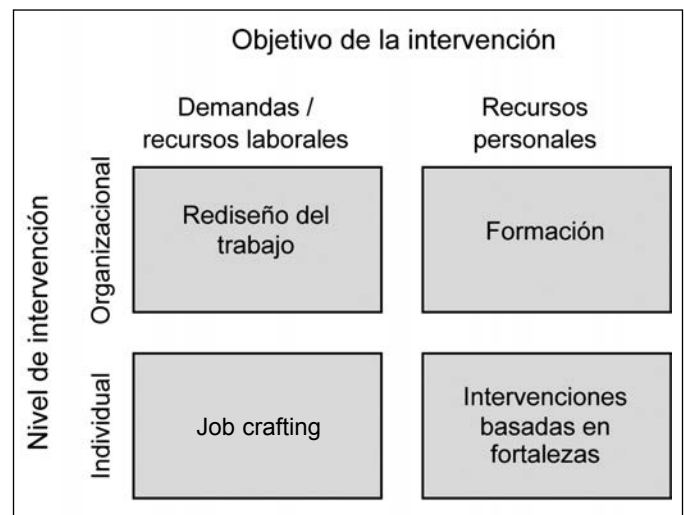 Objetivo de la intervención
Demandas /
recursos laborales
Recursos
personales
Nivel de intervención
Organizacional
Rediseño del
trabajo
Formación
Individual
Job crafting
Intervenciones
basadas en
fortalezas